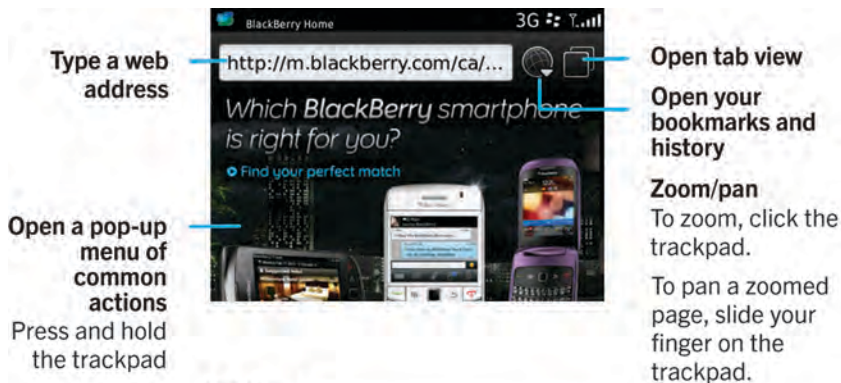 BlackBerry Home
3G
http://m.blackberry.com/ca/...
Which BlackBerry smartphone
is right for you?
Find your perfect match
Type a web
address
Open a pop-up
menu of
common
actions
Press and hold
the trackpad
Open tab view
Open your
bookmarks and
history
Zoom/pan
To zoom, click the
trackpad.
To pan a zoomed
page, slide your
finger on the
trackpad.